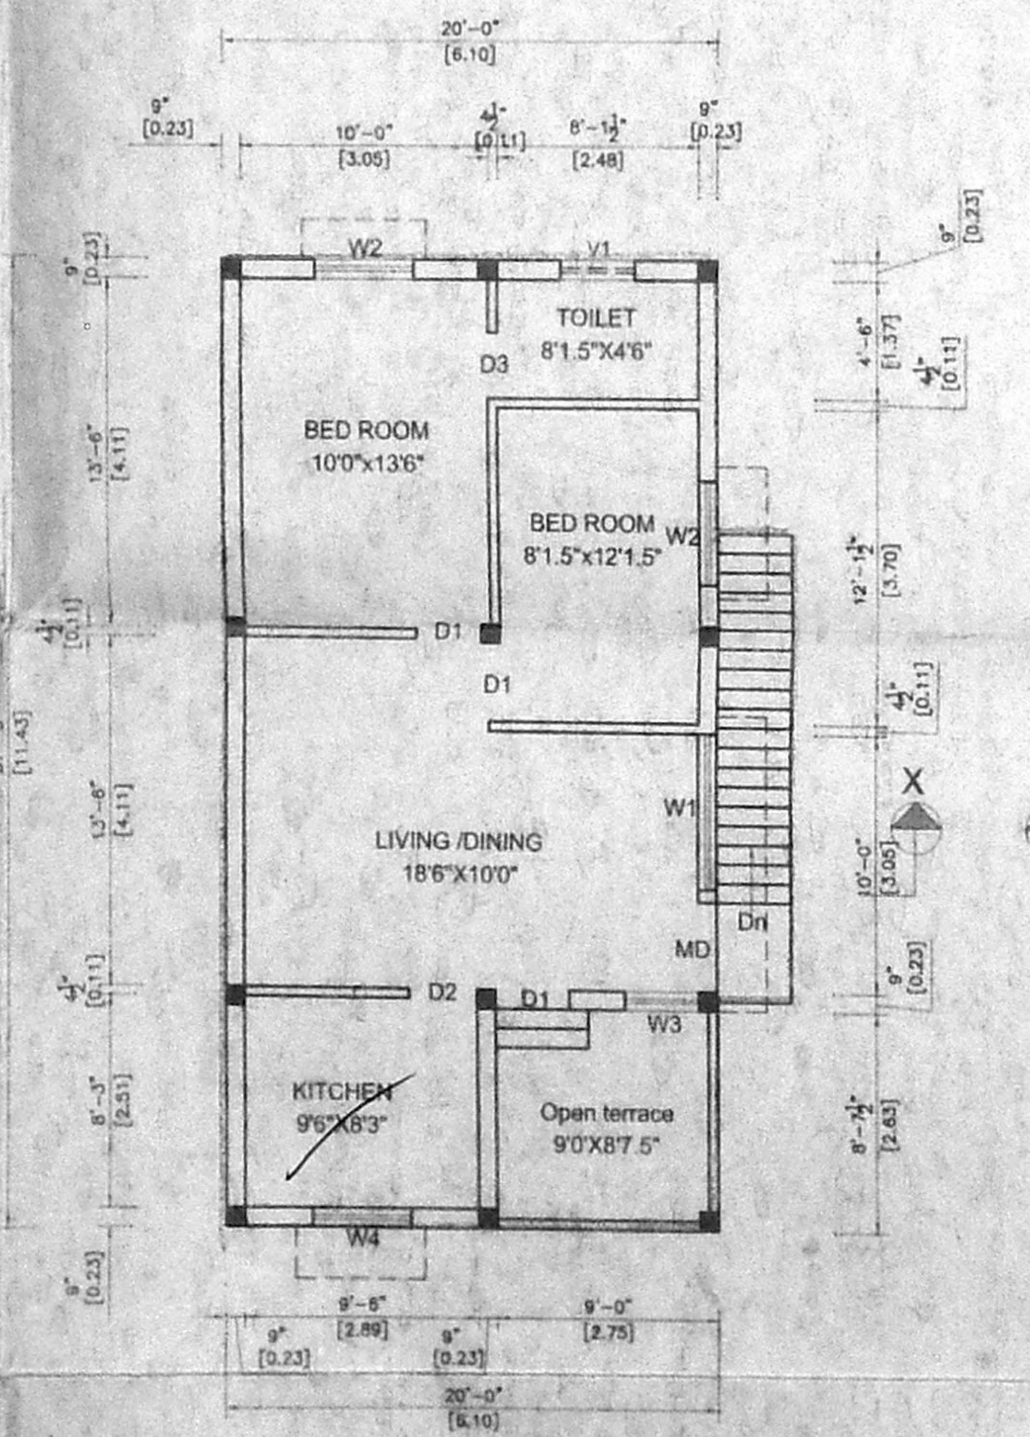 20'-0"
[6.10]
9"
[0.23]
10'-0"
[3.05]
4½"
[0.11]
8'-1½"
[2.48]
9"
[0.23]
9"
[0.23]
W2
V1
9"
[0.23]
TOILET
8'1.5"X4'6"
4'-6"
[1.37]
4½"
[0.11]
D3
BED ROOM
10'0"x13'6"
13'-6"
[4.11]
BED ROOM
8'1.5"x12'1.5"
W2
12'-1½"
[3.70]
4½"
[0.11]
D1
D1
4½"
[0.11]
[11.43]
13'-6"
[4.11]
W1
X
LIVING /DINING
18'6"X10'0"
10'-0"
[3.05]
Dn
MD
4½"
[0.11]
D2
D1
W3
9"
[0.23]
KITCHEN
9'6"X8'3"
8'-3"
[2.51]
Open terrace
9'0'X8'7.5"
8'-7½"
[2.63]
W4
9"
[0.23]
9'-6"
[2.89]
9'-0"
[2.75]
9"
[0.23]
9"
[0.23]
20'-0"
[6.10]